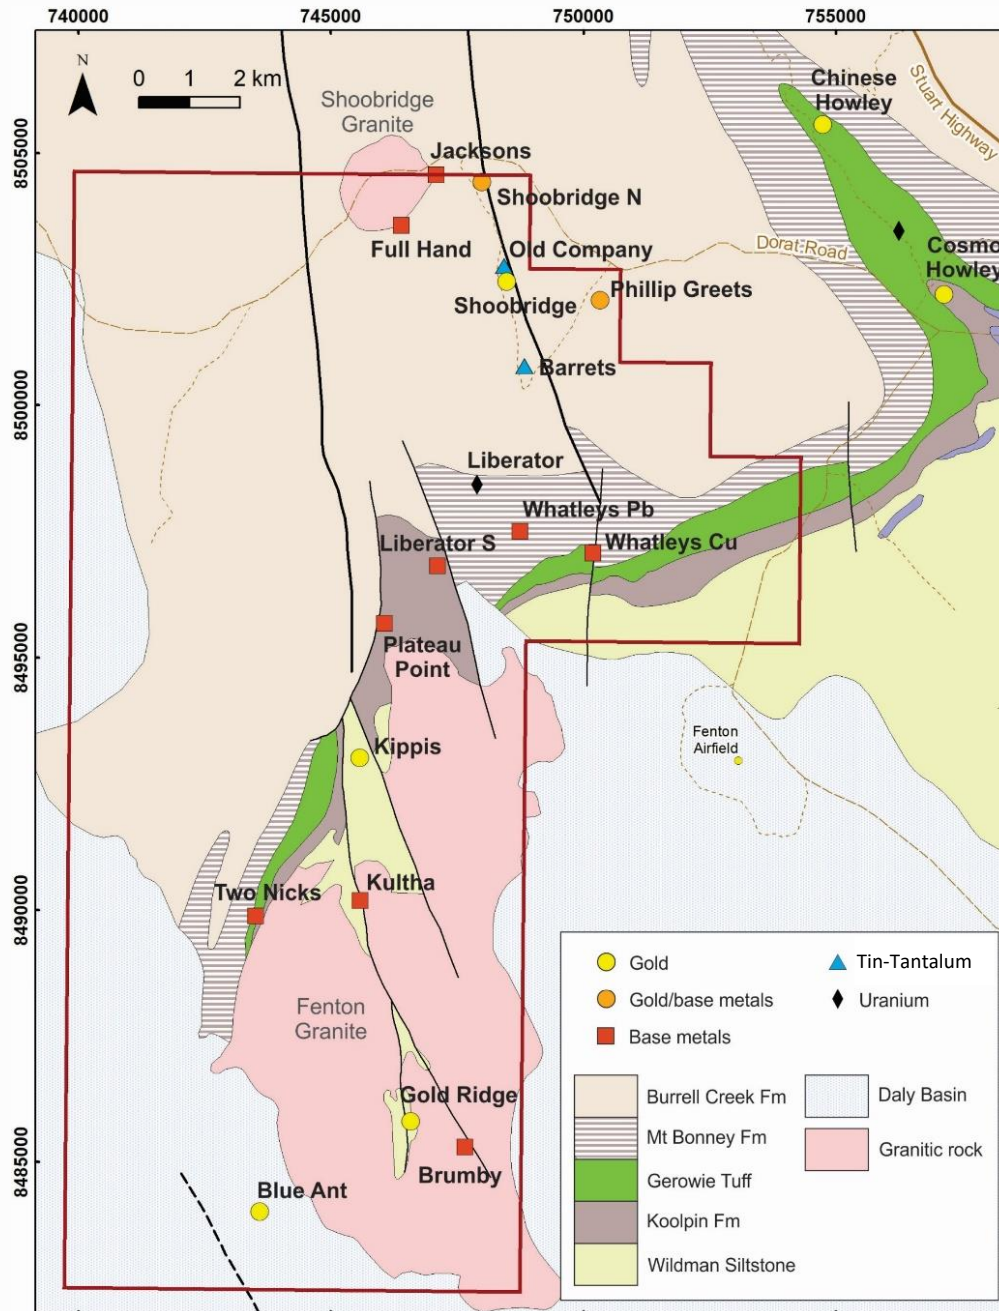 740000
745000
750000
755000
N
0 1 2 km
Chinese
Howley
Stuart Highway
Shoobridge
Granite
8505000
Jacksons
Shoobridge N
Full Hand
Old Company
Dorat Road
Cosmo
Howley
Shoobridge
Phillip Greets
Barrets
8500000
Liberator
Whatleys Pb
Liberator S
Whatleys Cu
8495000
Plateau
Point
Fenton
Airfield
Kippis
8490000
Two Nicks
Kultha
Fenton
Granite
Gold Ridge
8485000
Brumby
Blue Ant
Gold
Tin-Tantalum
Gold/base metals
Uranium
Base metals
Burrell Creek Fm
Daly Basin
Mt Bonney Fm
Granitic rock
Gerowie Tuff
Koolpin Fm
Wildman Siltstone